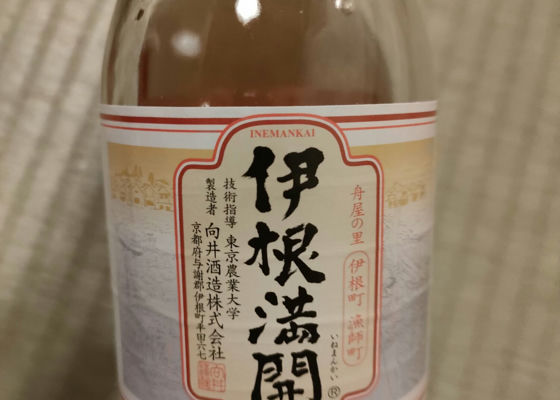 INEMANKAI
舟屋の里 伊根町 漁師町
伊根満開
いねまんかい®
技術指導 東京農業大学
製造者 向井酒造株式会社
京都府与謝郡伊根町平田六七